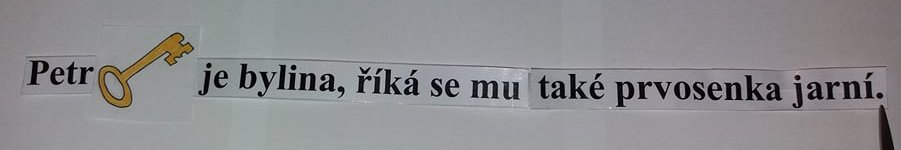 Petr je bylina, říká se mu také prvosenka jarní.